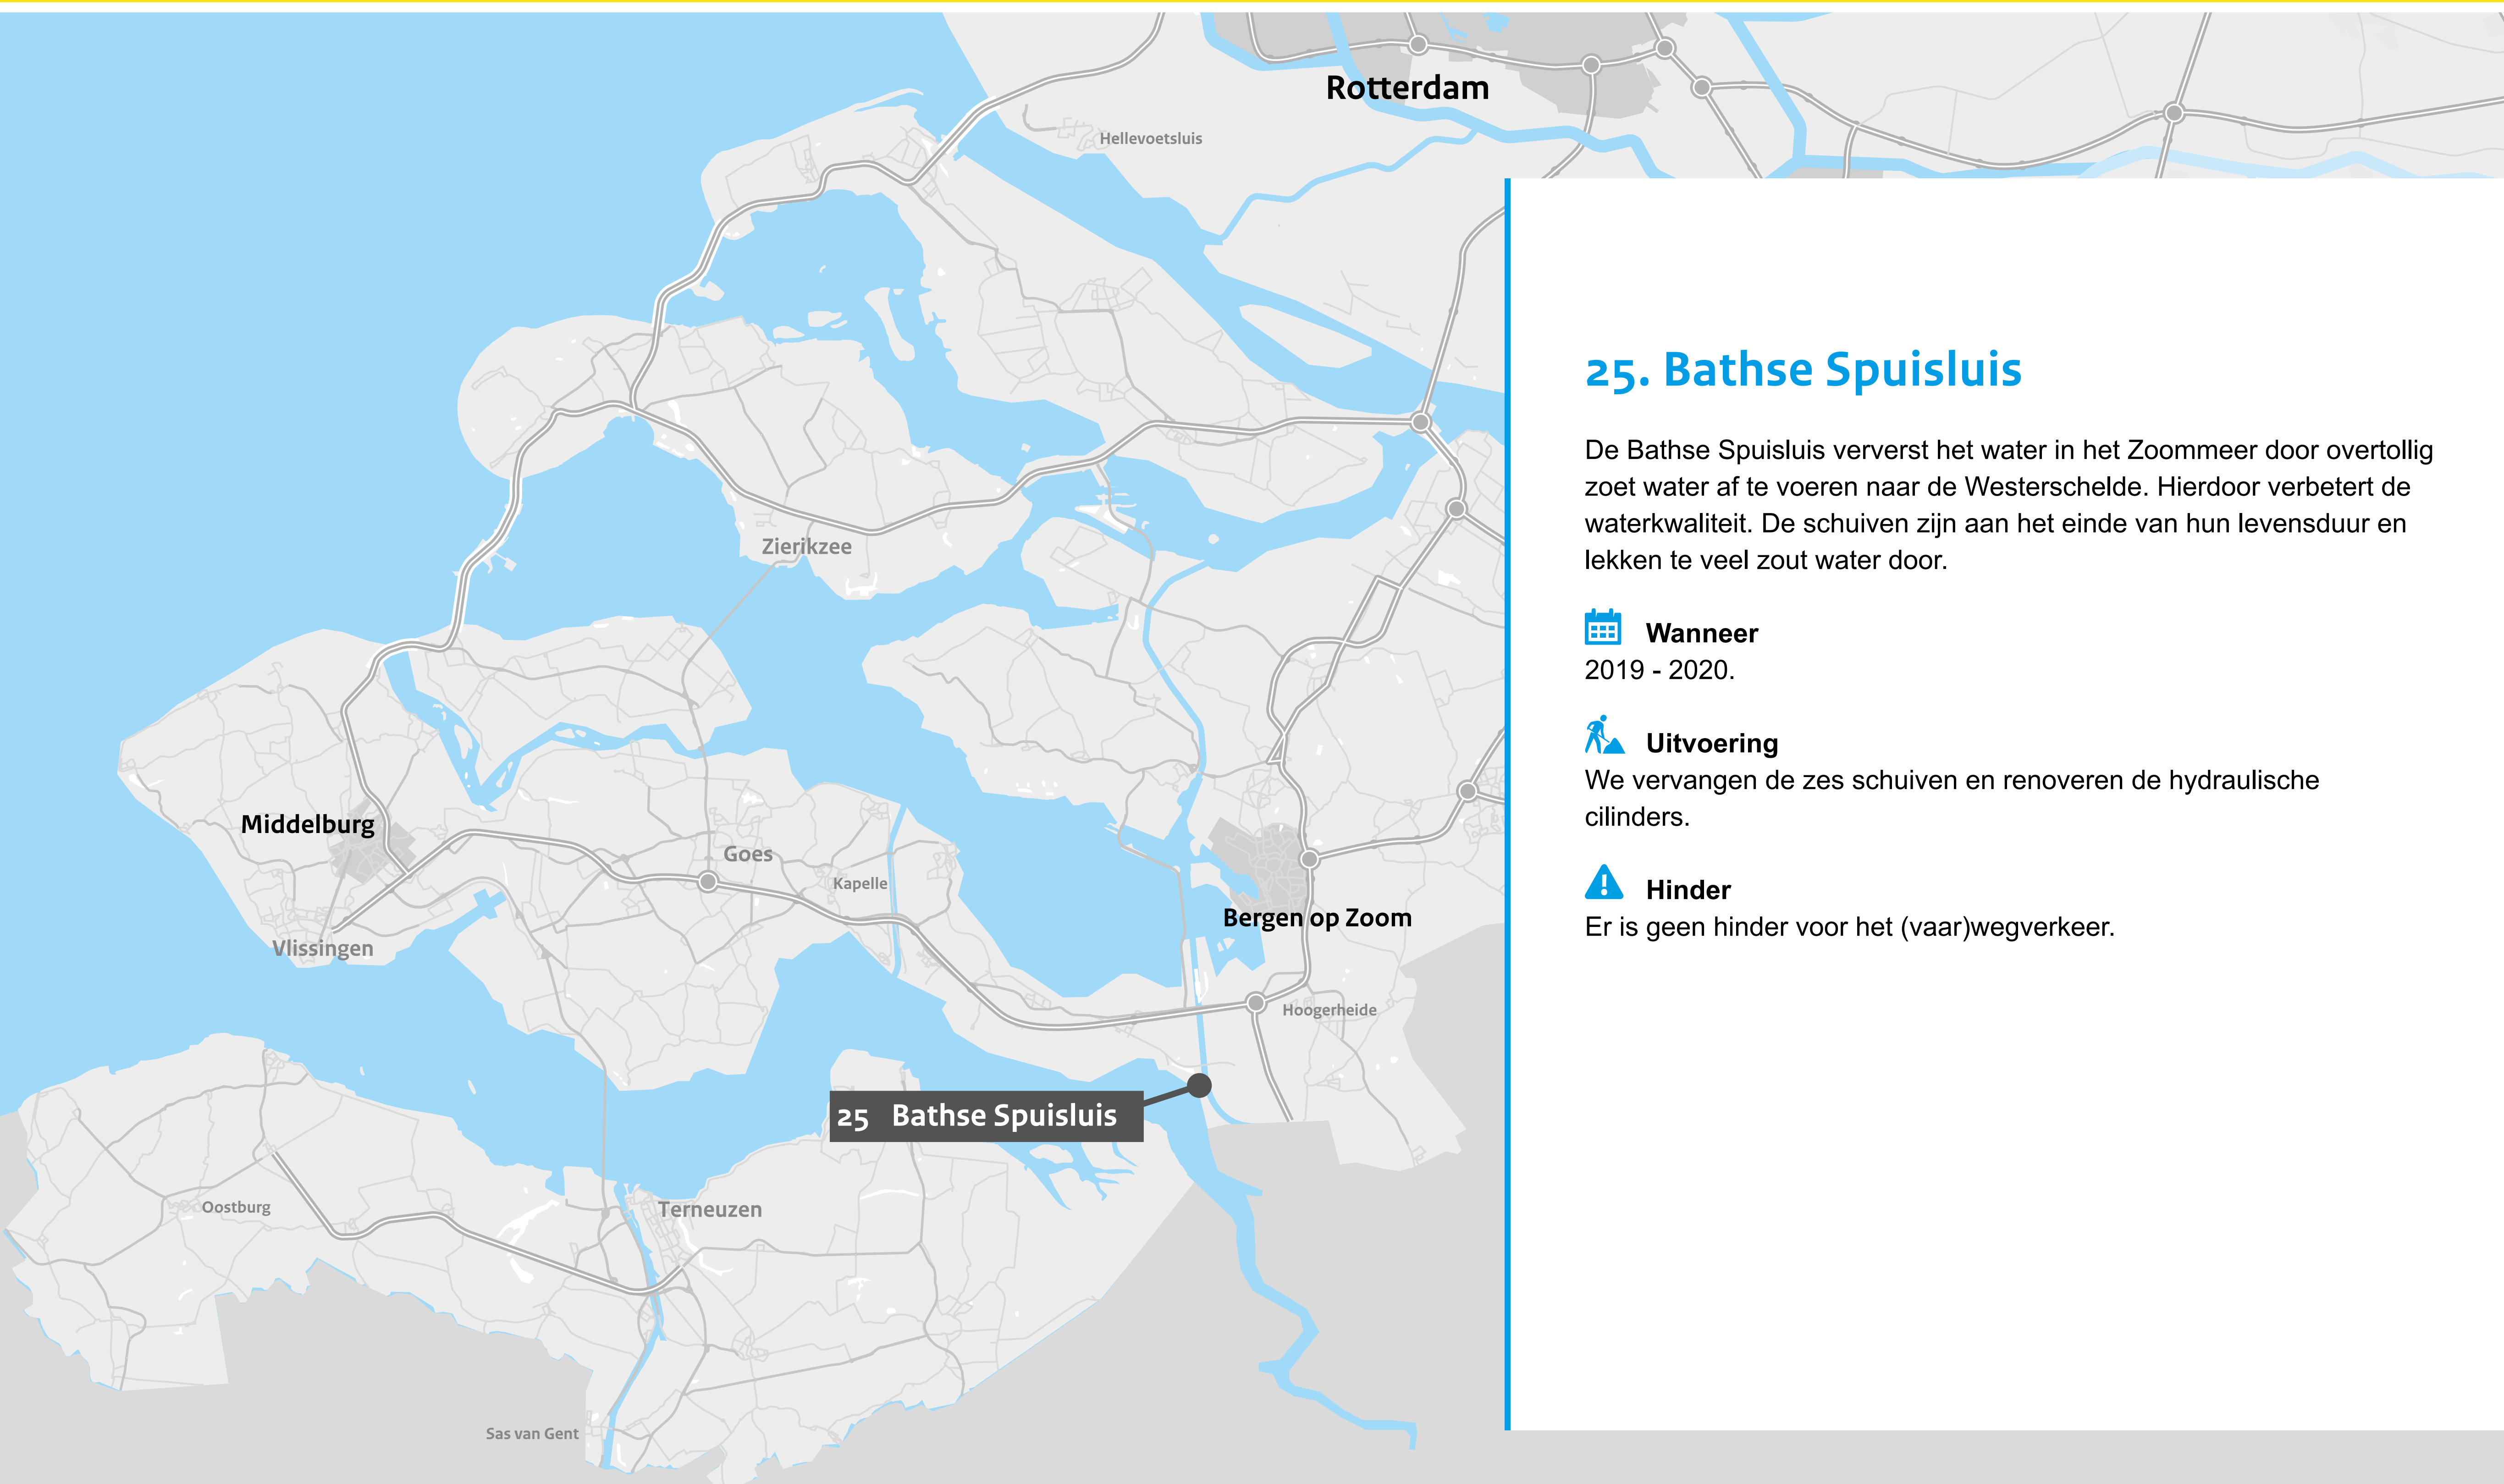 Rotterdam
Hellevoetsluis
Zierikzee
Middelburg
Goes
Kapelle
Bergen op Zoom
Vlissingen
Hoogerheide
25 Bathse Spuisluis
Oostburg
Terneuzen
Sas van Gent
25. Bathse Spuisluis
De Bathse Spuisluis ververst het water in het Zoommeer door overtollig
zoet water af te voeren naar de Westerschelde. Hierdoor verbetert de
waterkwaliteit. De schuiven zijn aan het einde van hun levensduur en
lekken te veel zout water door.
Wanneer
2019 - 2020.
Uitvoering
We vervangen de zes schuiven en renoveren de hydraulische
cilinders.
Hinder
Er is geen hinder voor het (vaar)wegverkeer.